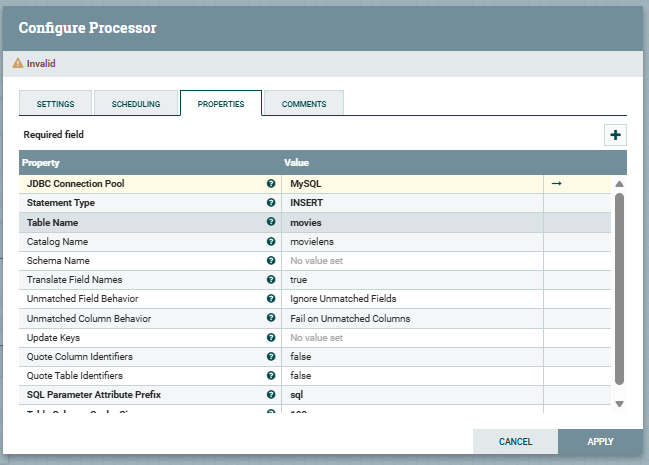 Configure Processor
Invalid
SETTINGS SCHEDULING PROPERTIES COMMENTS
Required field
Property Value
JDBC Connection Pool MySQL
Statement Type INSERT
Table Name movies
Catalog Name movielens
Schema Name No value set
Translate Field Names true
Unmatched Field Behavior Ignore Unmatched Fields
Unmatched Column Behavior Fail on Unmatched Columns
Update Keys No value set
Quote Column Identifiers false
Quote Table Identifiers false
SQL Parameter Attribute Prefix sql
CANCEL APPLY